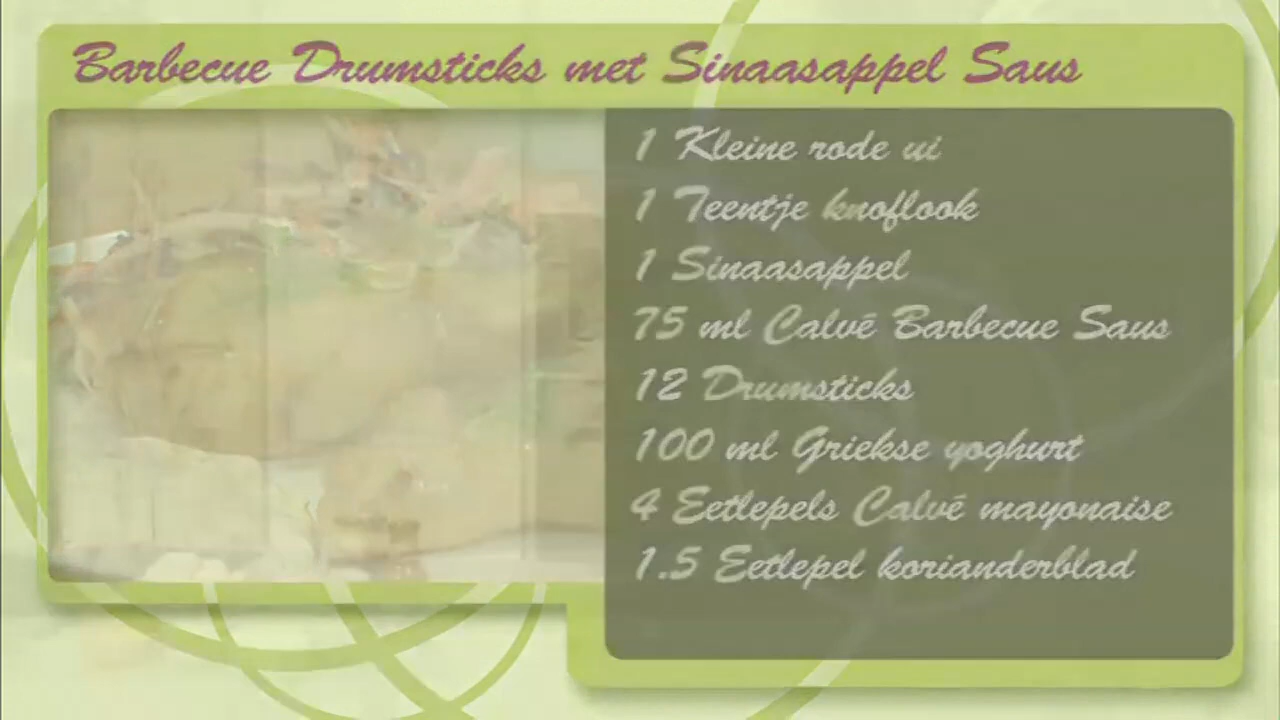 Barbecue Drumsticks met Sinaasappel Saus
1 Kleine rode ui
1 Teentje knoflook
1 Sinaasappel
75 ml Calvé Barbecue Saus
12 Drumsticks
100 ml Griekse yoghurt
4 Eetlepels Calvé mayonaise
1.5 Eetlepel korianderblad